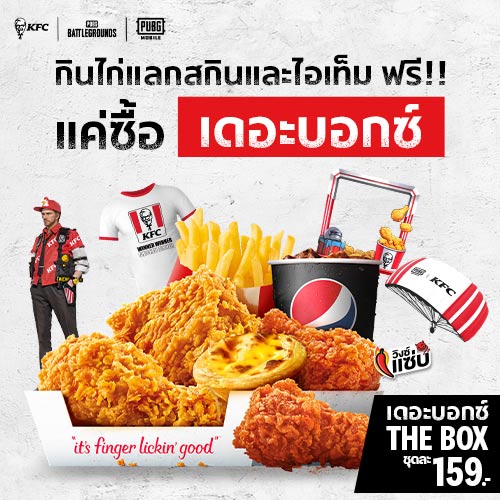 KFC
PUBG
BATTLEGROUNDS
PUBG
MOBILE
กินไก่แลกสกินและไอเท็ม ฟรี!!
แค่ซื้อ เดอะบอกซ์
KFC
WINNER WINNER
KFC
วิงซ์
แซ่บ
"it's finger lickin' good"
เดอะบอกซ์
THE BOX
ชุดละ 159.-